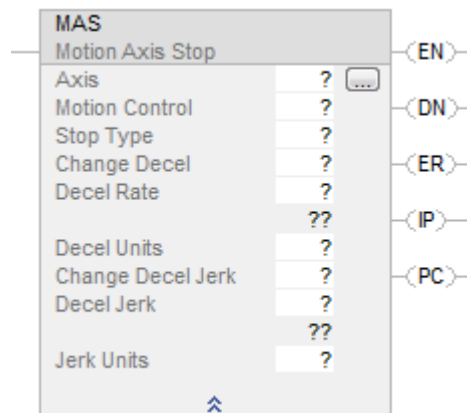 MAS
Motion Axis Stop EN
Axis ? ...
Motion Control ? DN
Stop Type ?
Change Decel ? ER
Decel Rate ?
?? IP
Decel Units ?
Change Decel Jerk ? PC
Decel Jerk ?
??
Jerk Units ?